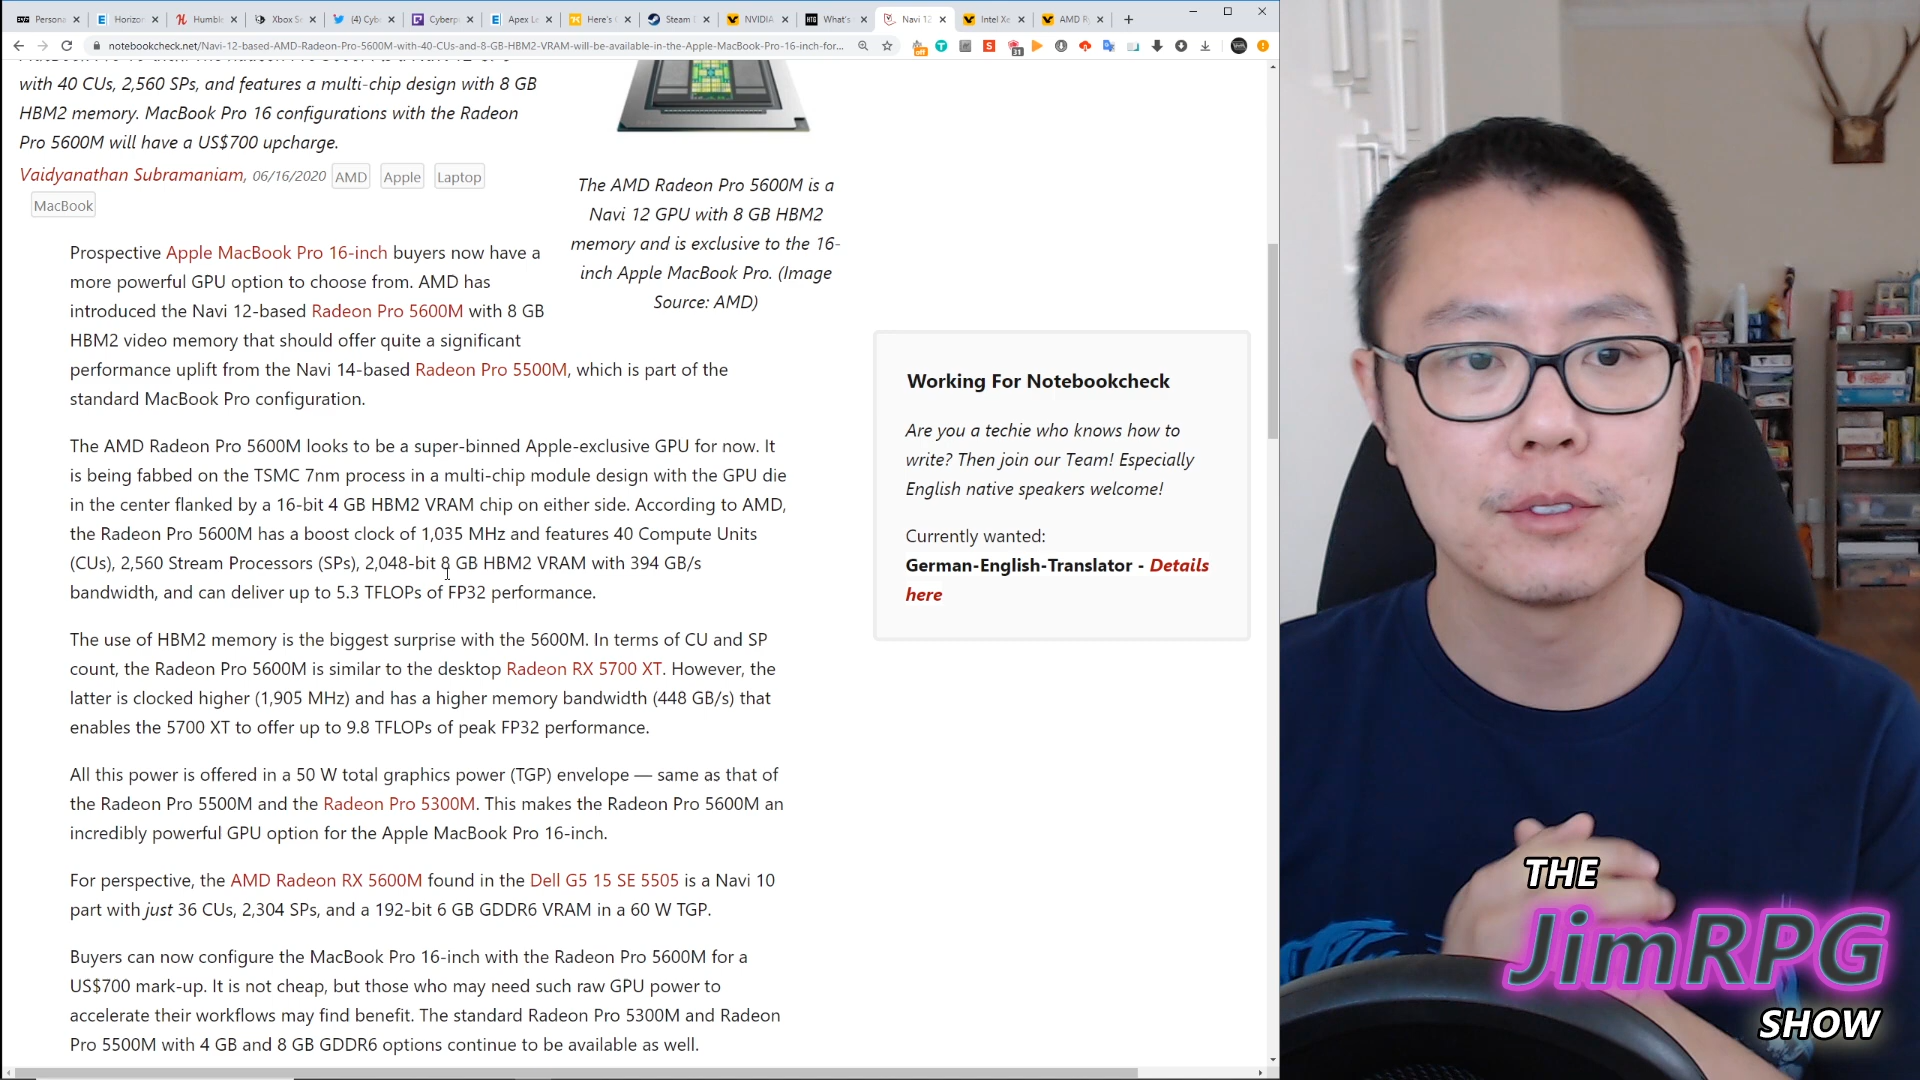 Persona
Horizon
Humble
Xbox Sc
(4) Cyb
Cyberp
Apex Le
Here's
Steam
NVIDIA
What's
Navi 12
Intel Xe
AMD R
notebookcheck.net/Navi-12-based-AMD-Radeon-Pro-5600M-with-40-CUs-and-8-GB-HBM2-VRAM-will-be-available-in-the-Apple-MacBook-Pro-16-inch-for...
with 40 CUs, 2,560 SPs, and features a multi-chip design with 8 GB
HBM2 memory. MacBook Pro 16 configurations with the Radeon
Pro 5600M will have a US$700 upcharge.
Vaidyanathan Subramaniam, 06/16/2020 AMD Apple Laptop
MacBook
The AMD Radeon Pro 5600M is a
Navi 12 GPU with 8 GB HBM2
memory and is exclusive to the 16-
inch Apple MacBook Pro. (Image
Source: AMD)
Prospective Apple MacBook Pro 16-inch buyers now have a
more powerful GPU option to choose from. AMD has
introduced the Navi 12-based Radeon Pro 5600M with 8 GB
HBM2 video memory that should offer quite a significant
performance uplift from the Navi 14-based Radeon Pro 5500M, which is part of the
standard MacBook Pro configuration.
The AMD Radeon Pro 5600M looks to be a super-binned Apple-exclusive GPU for now. It
is being fabbed on the TSMC 7nm process in a multi-chip module design with the GPU die
in the center flanked by a 16-bit 4 GB HBM2 VRAM chip on either side. According to AMD,
the Radeon Pro 5600M has a boost clock of 1,035 MHz and features 40 Compute Units
(CUs), 2,560 Stream Processors (SPs), 2,048-bit 8 GB HBM2 VRAM with 394 GB/s
bandwidth, and can deliver up to 5.3 TFLOPs of FP32 performance.
The use of HBM2 memory is the biggest surprise with the 5600M. In terms of CU and SP
count, the Radeon Pro 5600M is similar to the desktop Radeon RX 5700 XT. However, the
latter is clocked higher (1,905 MHz) and has a higher memory bandwidth (448 GB/s) that
enables the 5700 XT to offer up to 9.8 TFLOPs of peak FP32 performance.
All this power is offered in a 50 W total graphics power (TGP) envelope — same as that of
the Radeon Pro 5500M and the Radeon Pro 5300M. This makes the Radeon Pro 5600M an
incredibly powerful GPU option for the Apple MacBook Pro 16-inch.
For perspective, the AMD Radeon RX 5600M found in the Dell G5 15 SE 5505 is a Navi 10
part with just 36 CUs, 2,304 SPs, and a 192-bit 6 GB GDDR6 VRAM in a 60 W TGP.
Buyers can now configure the MacBook Pro 16-inch with the Radeon Pro 5600M for a
US$700 mark-up. It is not cheap, but those who may need such raw GPU power to
accelerate their workflows may find benefit. The standard Radeon Pro 5300M and Radeon
Pro 5500M with 4 GB and 8 GB GDDR6 options continue to be available as well.
Working For Notebookcheck
Are you a techie who knows how to
write? Then join our Team! Especially
English native speakers welcome!
Currently wanted:
German-English-Translator - Details
here
THE
JimRPG
SHOW